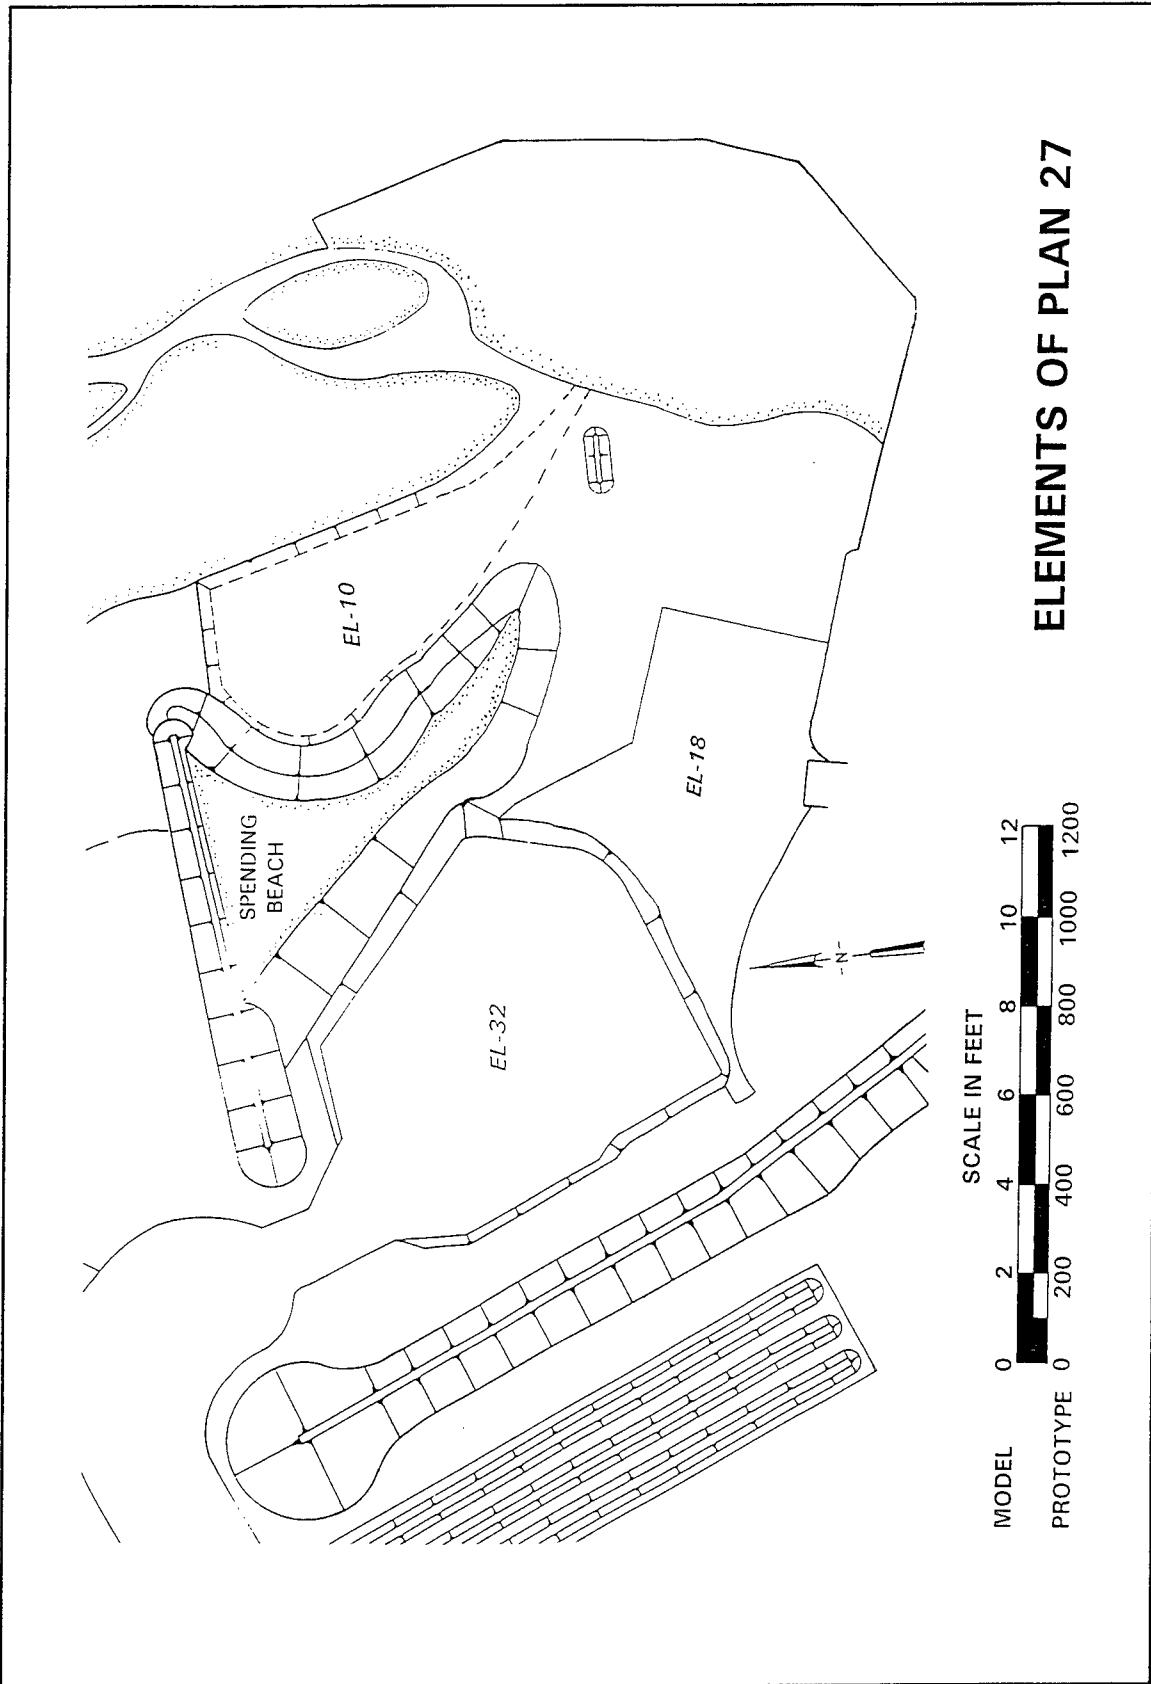 EL-10
SPENDING
BEACH
EL-18
EL-32
-N-
SCALE IN FEET
MODEL 0 2 4 6 8 10 12
PROTOTYPE 0 200 400 600 800 1000 1200
ELEMENTS OF PLAN 27